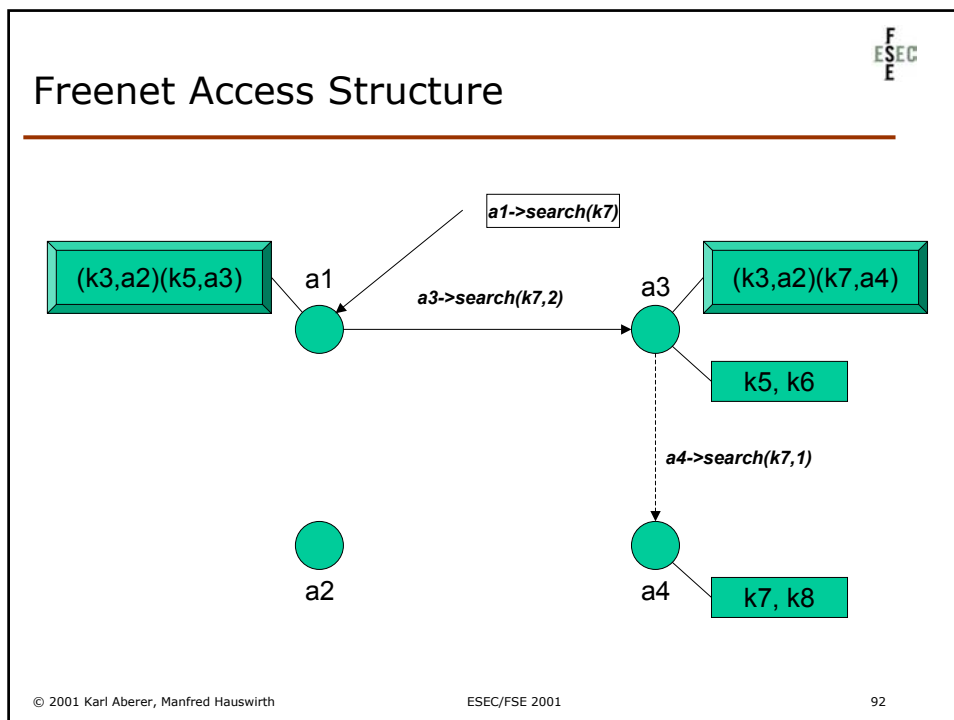 F
ESEC
E
Freenet Access Structure
a1->search(k7)
(k3,a2)(k5,a3)
a1
a3->search(k7,2)
a3
(k3,a2)(k7,a4)
k5, k6
a4->search(k7,1)
a2
a4
k7, k8
© 2001 Karl Aberer, Manfred Hauswirth
ESEC/FSE 2001
92